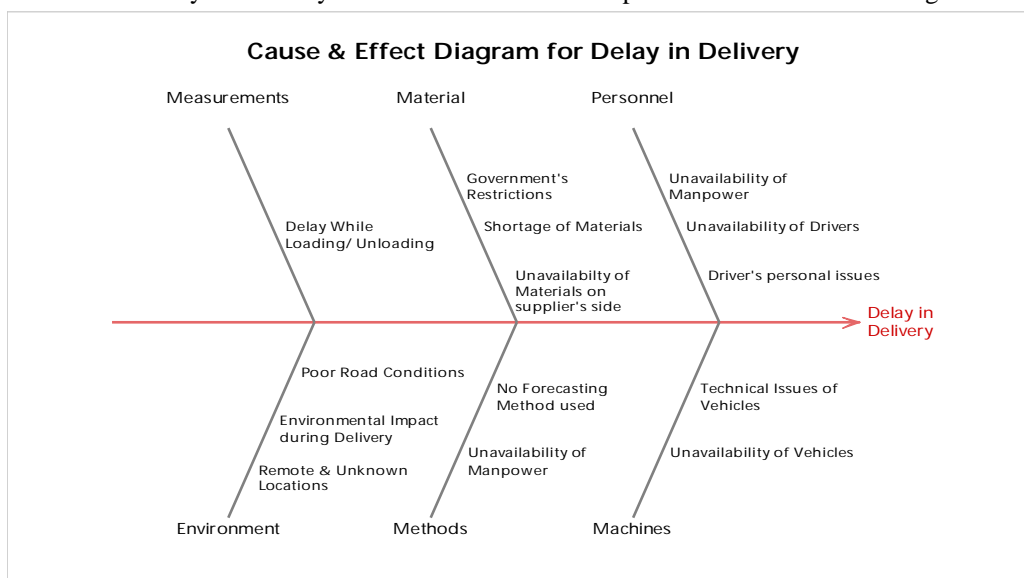 Cause & Effect Diagram for Delay in Delivery
Measurements
Material
Personnel
Government's
Restrictions
Unavailability of
Manpower
Delay While
Loading/ Unloading
Shortage of Materials
Unavailability of Drivers
Unavailabilty of
Materials on
supplier's side
Driver's personal issues
Delay in
Delivery
Poor Road Conditions
No Forecasting
Method used
Technical Issues of
Vehicles
Environmental Impact
during Delivery
Unavailability of
Manpower
Unavailability of Vehicles
Remote & Unknown
Locations
Environment
Methods
Machines